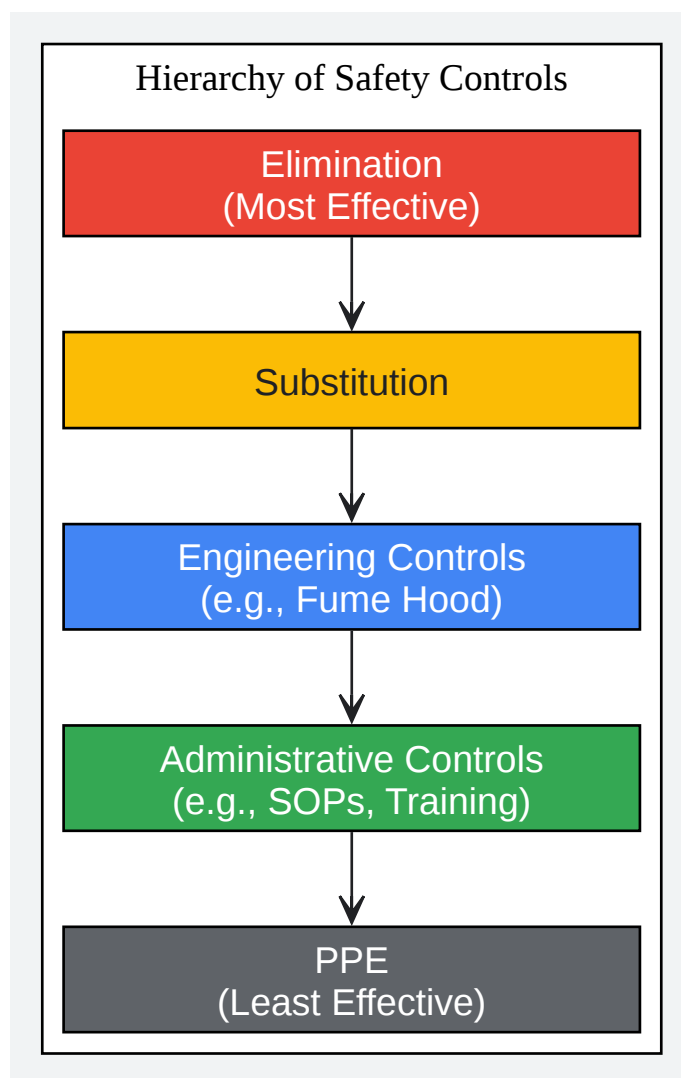 Hierarchy of Safety Controls
Elimination
(Most Effective)
Substitution
Engineering Controls
(e.g., Fume Hood)
Administrative Controls
(e.g., SOPs, Training)
PPE
(Least Effective)